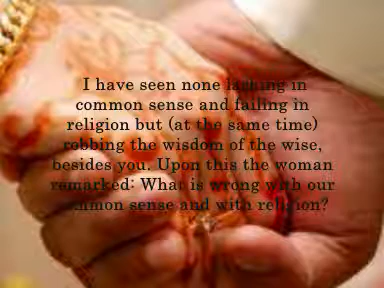 I have seen none lacking in
common sense and failing in
religion but (at the same time)
robbing the wisdom of the wise,
besides you. Upon this the woman
remarked: What is wrong with our
common sense and with religion?